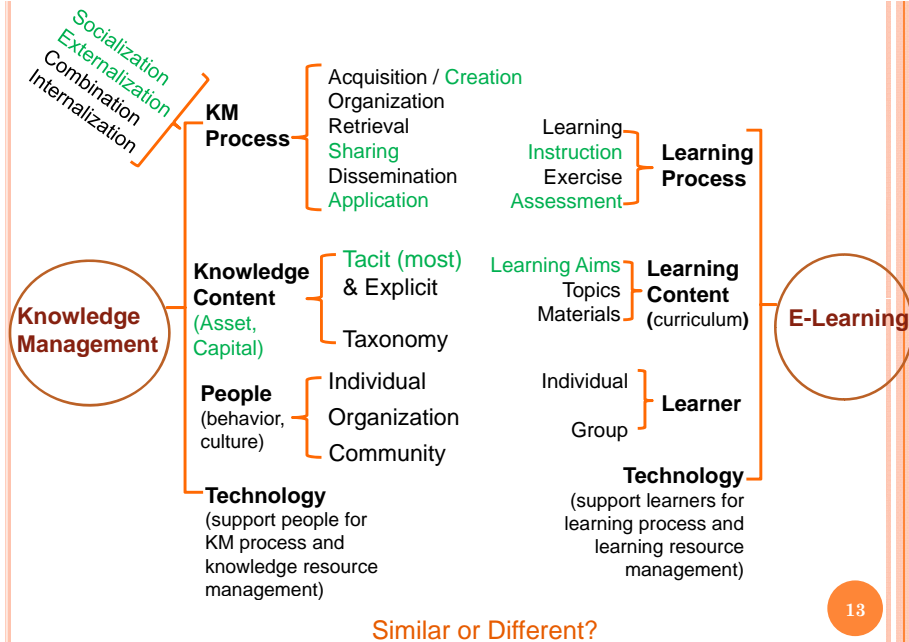 Socialization
Externalization
Combination
Internalization
KM
Process
Acquisition / Creation
Organization
Retrieval
Sharing
Dissemination
Application
Learning
Instruction
Exercise
Assessment
Learning
Process
Knowledge
Management
Knowledge
Content
(Asset,
Capital)
Tacit (most)
& Explicit
Taxonomy
Learning Aims
Topics
Materials
Learning
Content
(curriculum)
E-Learning
People
(behavior,
culture)
Individual
Organization
Community
Individual
Group
Learner
Technology
(support people for
KM process and
knowledge resource
management)
Technology
(support learners for
learning process and
learning resource
management)
Similar or Different?
13